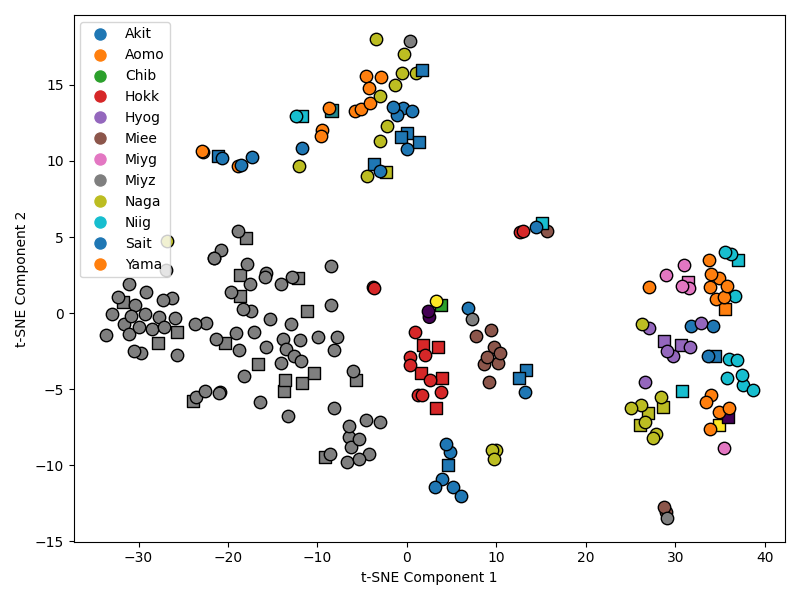 Akit
Aomo
Chib
Hokk
Hyog
Miee
Miyg
Miyz
Naga
Niig
Sait
Yama
t-SNE Component 2
15
10
5
0
−5
−10
−15
−30
−20
−10
0
10
20
30
40
t-SNE Component 1